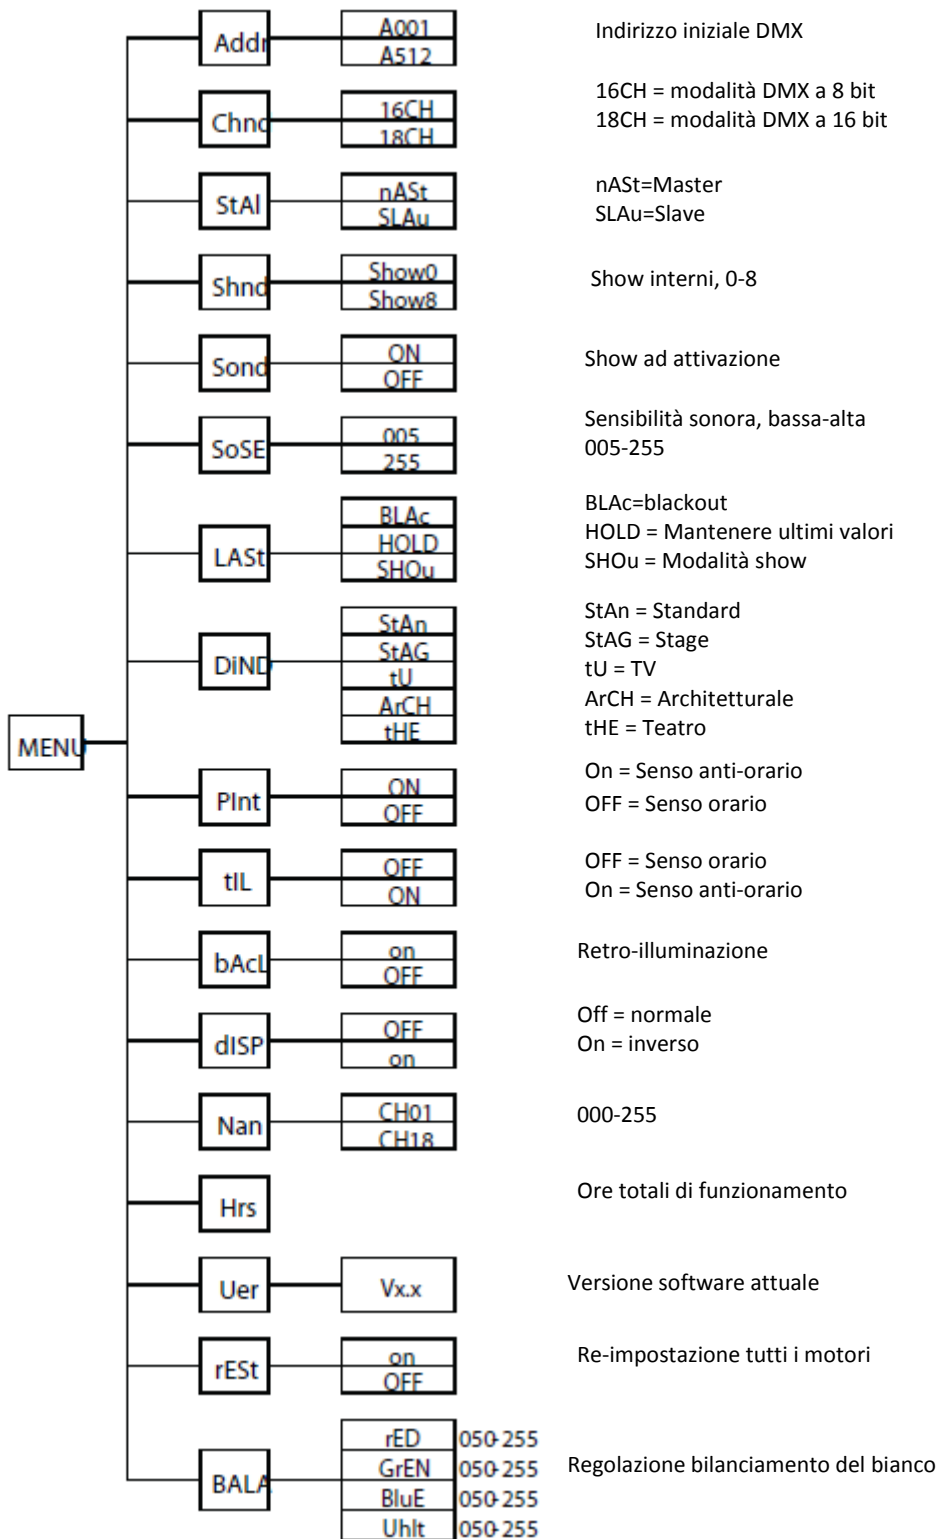 Addr
A001
A512
Indirizzo iniziale DMX
Chnd
16CH
18CH
16CH = modalità DMX a 8 bit
18CH = modalità DMX a 16 bit
StAl
nASt
SLAu
nASt=Master
SLAu=Slave
Shnd
Show0
Show8
Show interni, 0-8
Sond
ON
OFF
Show ad attivazione
SoSE
005
255
Sensibilità sonora, bassa-alta
005-255
LASt
BLAc
HOLD
SHOu
BLAc=blackout
HOLD = Mantenere ultimi valori
SHOu = Modalità show
DiND
StAn
StAG
tU
ArCH
tHE
StAn = Standard
StAG = Stage
tU = TV
ArCH = Architetturale
tHE = Teatro
MENU
PInt
ON
OFF
On = Senso anti-orario
OFF = Senso orario
tIL
OFF
ON
OFF = Senso orario
On = Senso anti-orario
bAcL
on
OFF
Retro-illuminazione
dISP
OFF
on
Off = normale
On = inverso
Nan
CH01
CH18
000-255
Hrs
Ore totali di funzionamento
Uer
Vx.x
Versione software attuale
rESt
on
OFF
Re-impostazione tutti i motori
BALA
rED 050-255
GrEN 050-255
BluE 050-255
UhIt 050-255
Regolazione bilanciamento del bianco